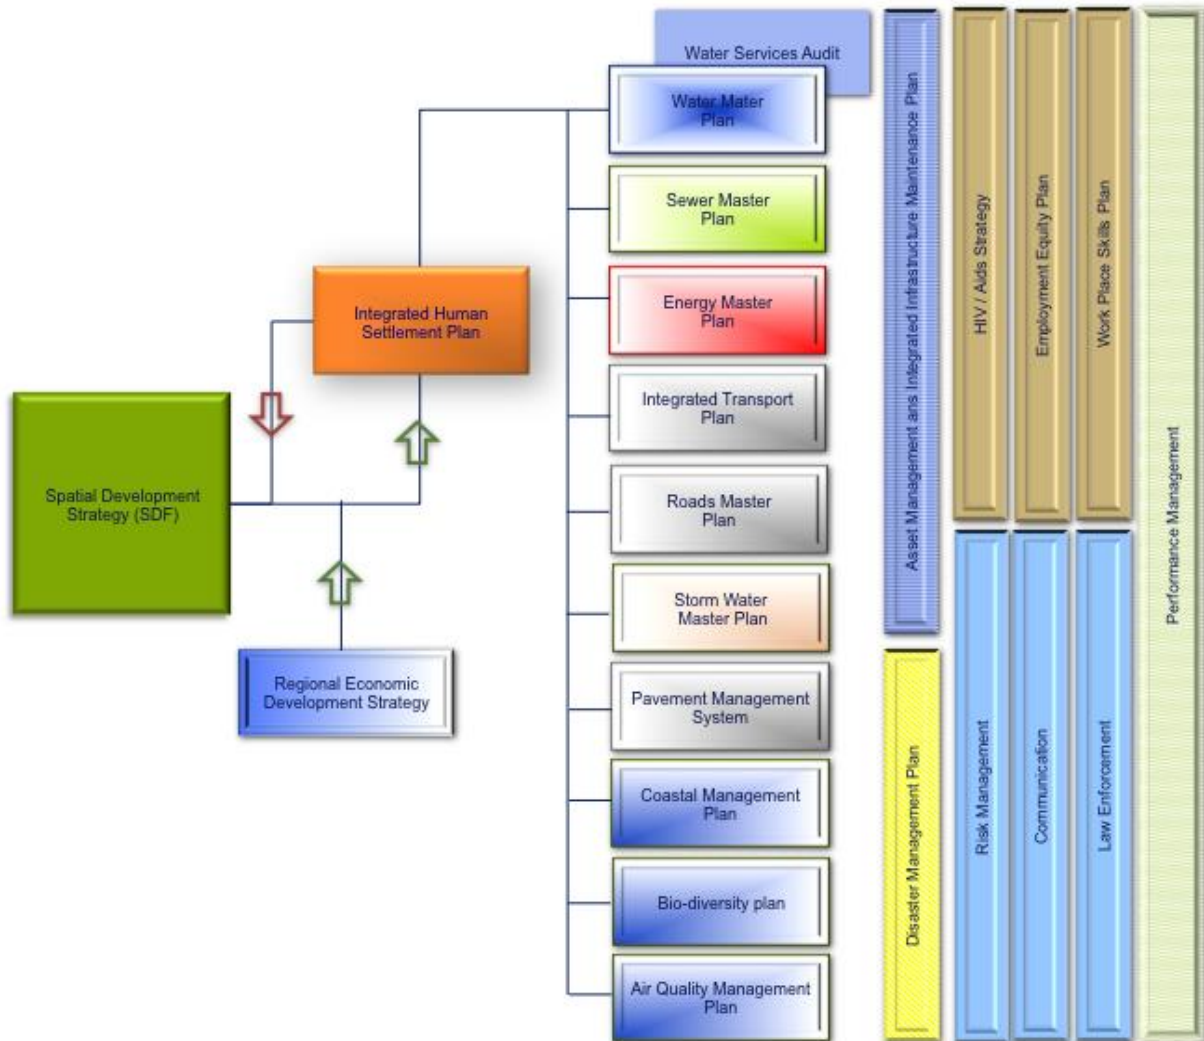 Water Services Audit
Water Mater
Plan
Sewer Master
Plan
Energy Master
Plan
Integrated Human
Settlement Plan
Integrated Transport
Plan
Spatial Development
Strategy (SDF)
Roads Master
Plan
Storm Water
Master Plan
Regional Economic
Development Strategy
Pavement Management
System
Coastal Management
Plan
Bio-diversity plan
Air Quality Management
Plan
Asset Management ans Integrated Infrastructure Maintenance Plan
Disaster Management Plan
HIV / Aids Strategy
Employment Equity Plan
Work Place Skills Plan
Risk Management
Communication
Law Enforcement
Performance Management